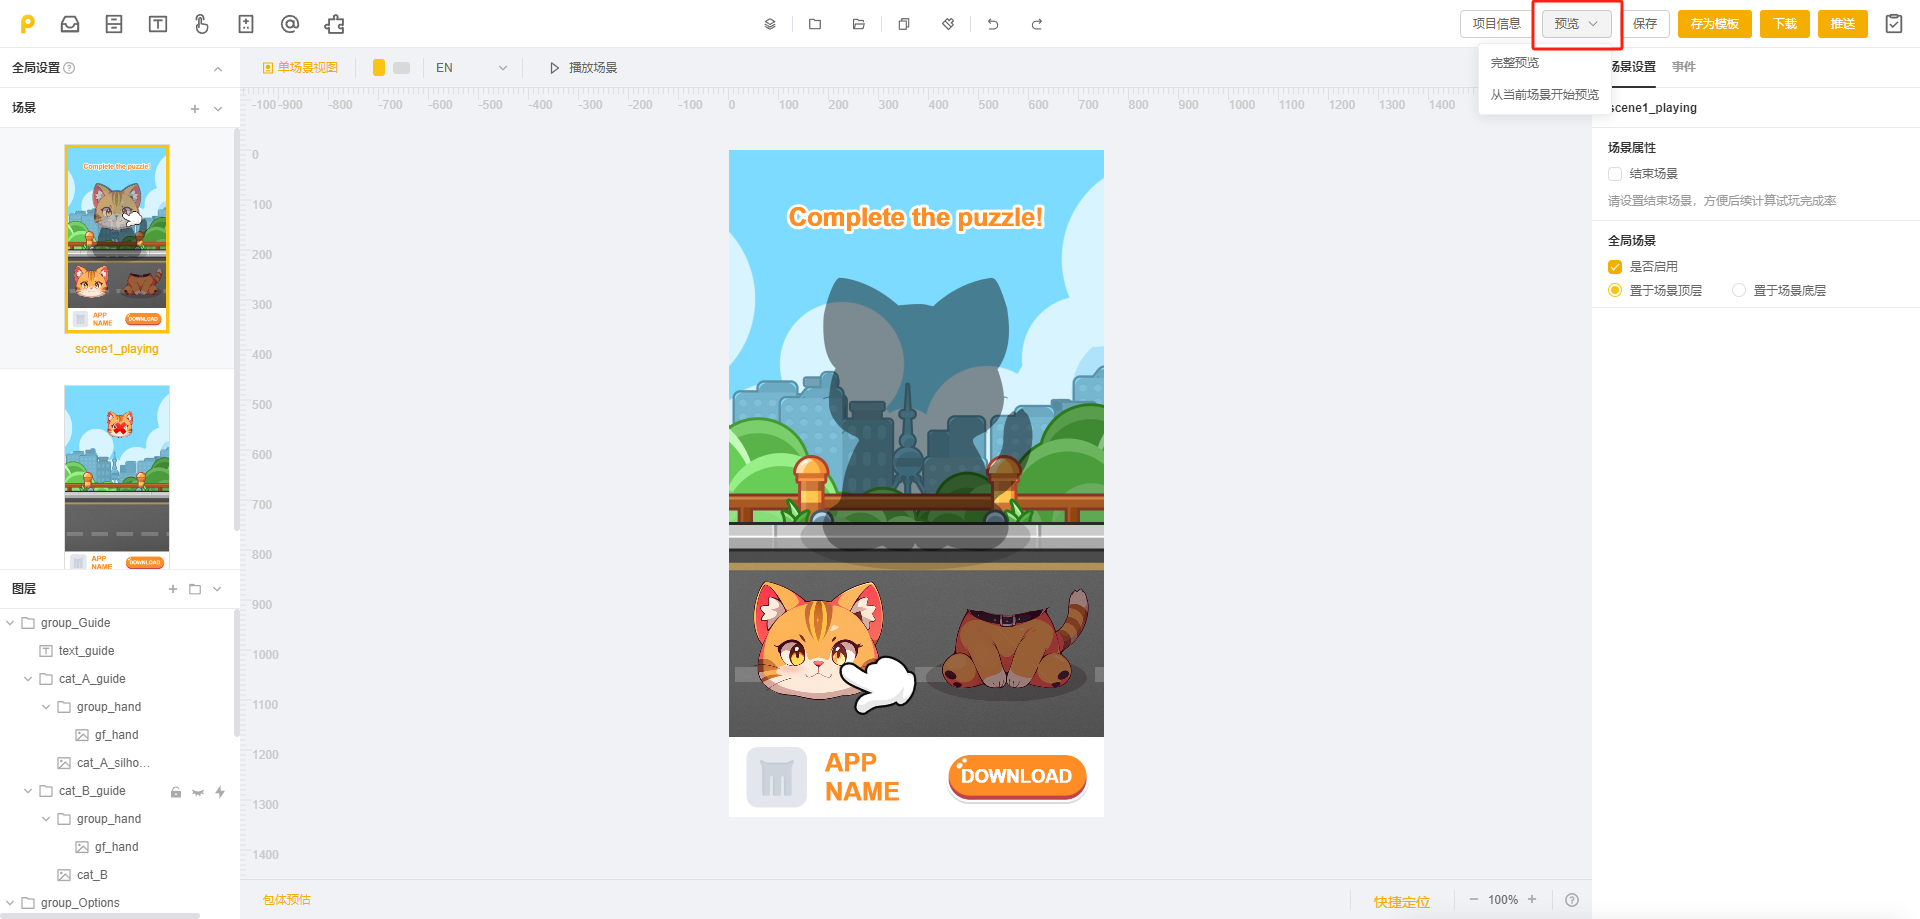 项目信息
预览
保存
存为模板
下载
推送
全局设置
单场景视图
EN
播放场景
完整预览
从当前场景开始预览
场景设置
事件
场景
-100 -900 -800 -700 -600 -500 -400 -300 -200 -100 0 100 200 300 400 500 600 700 800 900 1000 1100 1200 1300 1400
scene1_playing
场景属性
结束场景
请设置结束场景，方便后续计算试玩完成率
全局场景
是否启用
置于场景顶层
置于场景底层
Complete the puzzle!
APP
NAME
DOWNLOAD
scene1_playing
APP
NAME
DOWNLOAD
图层
group_Guide
text_guide
cat_A_guide
group_hand
gf_hand
cat_A_silho...
cat_B_guide
group_hand
gf_hand
cat_B
group_Options
0
100
200
300
400
500
600
700
800
900
1000
1100
1200
1300
1400
Complete the puzzle!
APP
NAME
DOWNLOAD
包体预估
快捷定位
100%